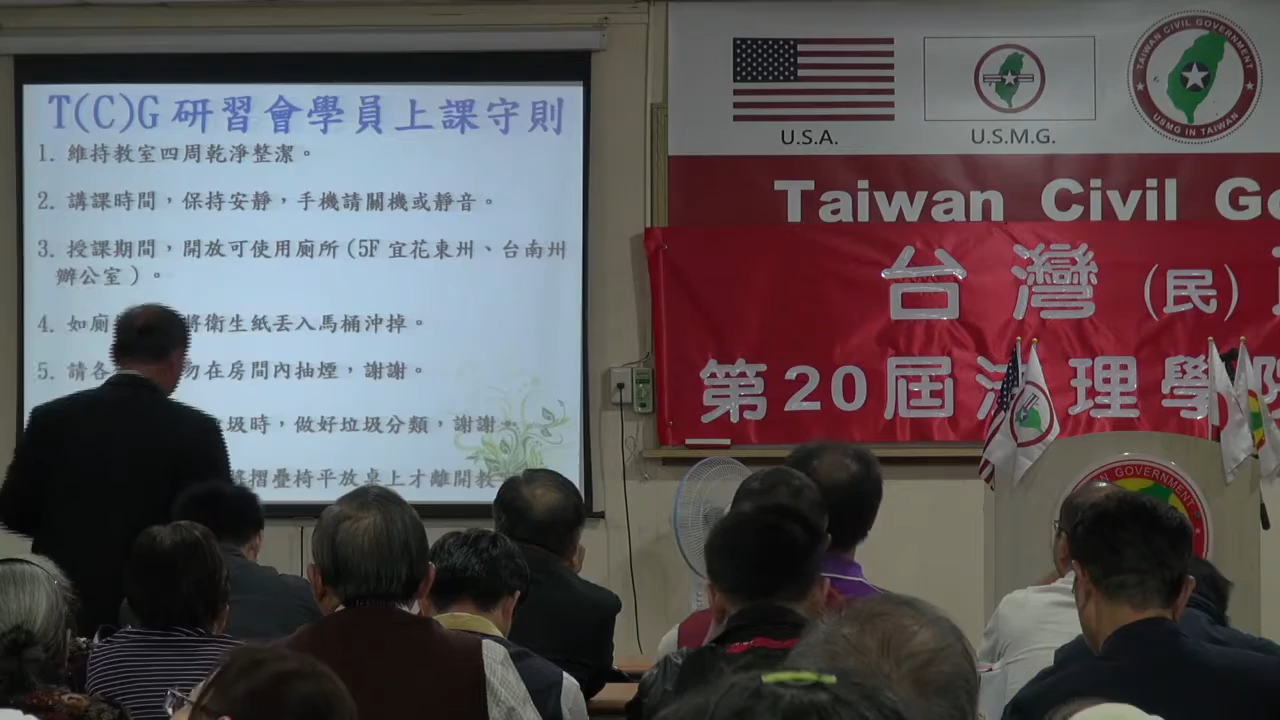 T(C)G 研習會學員上課守則
1. 維持教室四周乾淨整潔。
2. 講課時間，保持安靜，手機請關機或靜音。
3. 授課期間，開放可使用廁所(5F 宜花東州、台南州
辦公室)。
4. 如廁 將衛生紙丟入馬桶沖掉。
5. 請各 勿在房間內抽煙，謝謝。
圾時，做好垃圾分類，謝謝
摺疊椅平放桌上才離開教
U.S.A.
U.S.M.G.
TAIWAN CIVIL GOVERNMENT
USMG IN TAIWAN
Taiwan Civil Go
台灣(民)
第20屆法理學院
GOVERNMENT